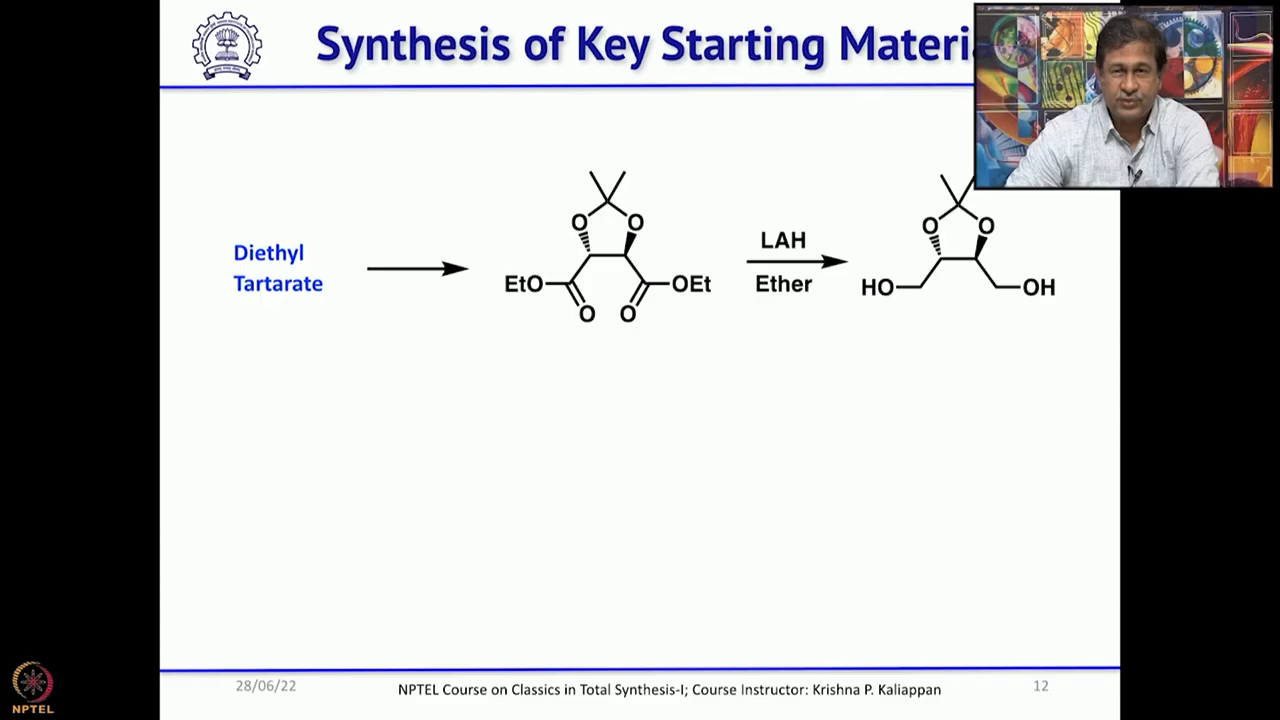 Synthesis of Key Starting Materi
Diethyl
Tartarate
O O
EtO OEt
O O
LAH
Ether
O O
HO OH
28/06/22
NPTEL Course on Classics in Total Synthesis-I; Course Instructor: Krishna P. Kaliappan
12
NPTEL